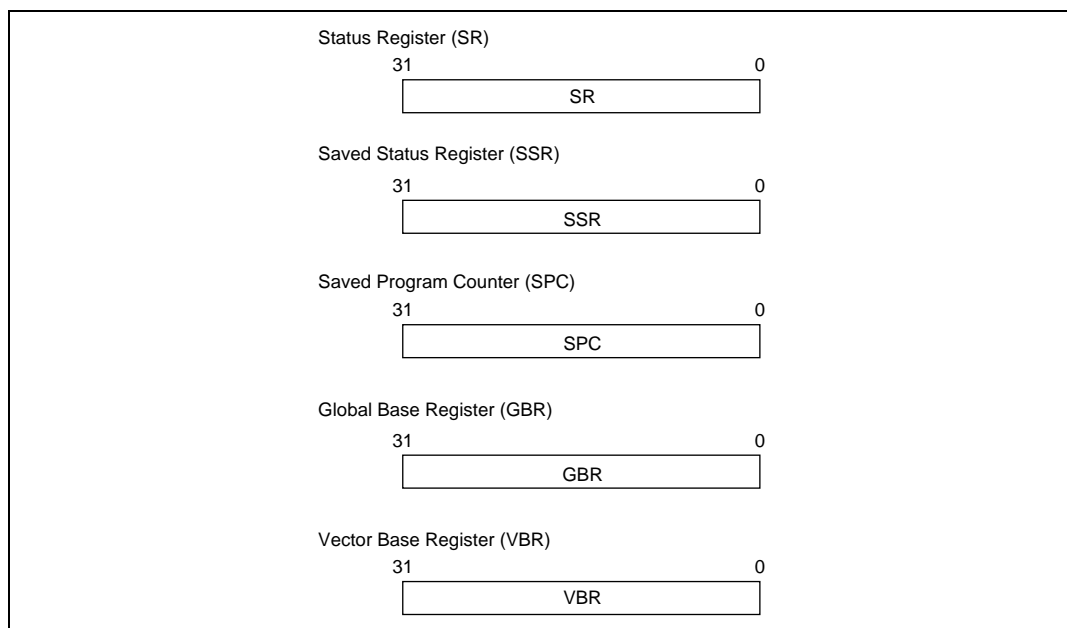 Status Register (SR)
31 0
SR
Saved Status Register (SSR)
31 0
SSR
Saved Program Counter (SPC)
31 0
SPC
Global Base Register (GBR)
31 0
GBR
Vector Base Register (VBR)
31 0
VBR